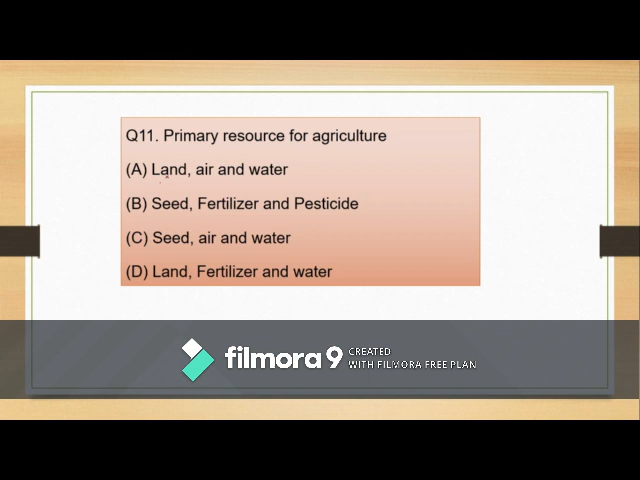 Q11. Primary resource for agriculture
(A) Land, air and water
(B) Seed, Fertilizer and Pesticide
(C) Seed, air and water
(D) Land, Fertilizer and water
filmora 9 CREATED
WITH FILMORA FREE PLAN